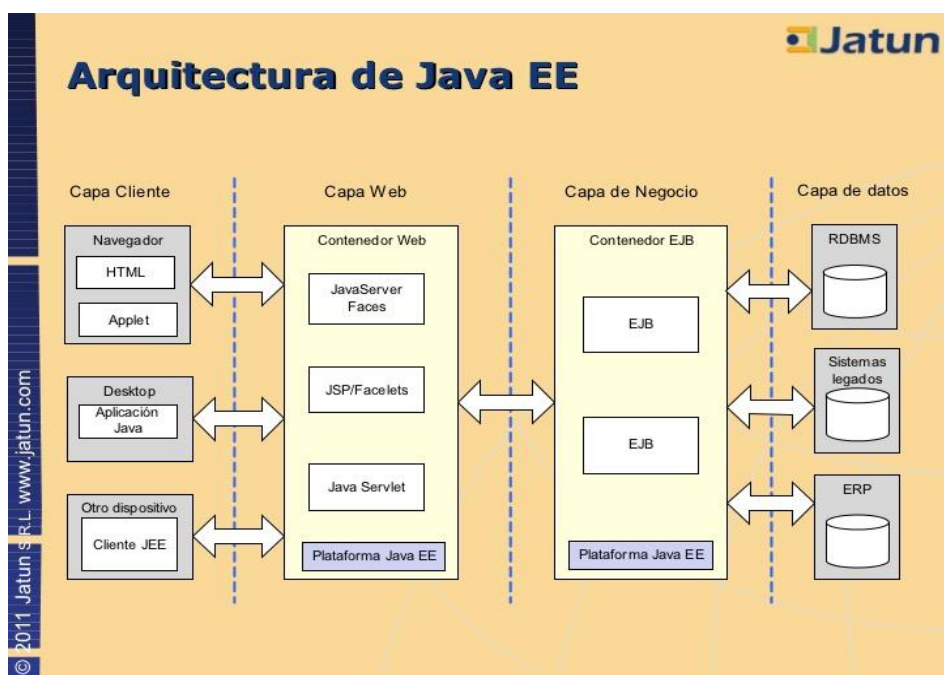 Jatun
Arquitectura de Java EE
Capa Cliente
Capa Web
Capa de Negocio
Capa de datos
Navegador
HTML
Applet
Desktop
Aplicación
Java
Otro dispositivo
Cliente JEE
Contenedor Web
JavaServer
Faces
JSP/Facelets
Java Servlet
Plataforma Java EE
Contenedor EJB
EJB
EJB
Plataforma Java EE
RDBMS
Sistemas
legados
ERP
© 2011 Jatun S.R.L. www.jatun.com